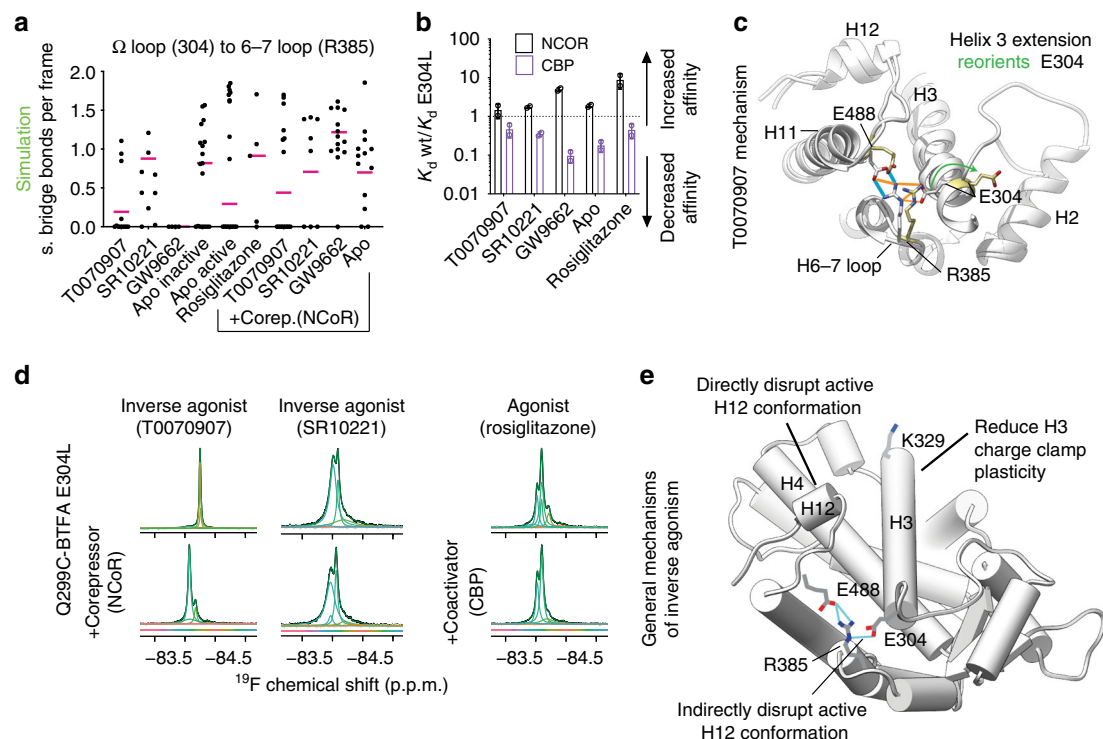 a
Ω loop (304) to 6–7 loop (R385)
Simulation
s. bridge bonds per frame
2.0
1.5
1.0
0.5
0.0
T0070907
SR10221
GW9662
Apo inactive
Apo active
Rosiglitazone
T0070907
SR10221
GW9662
Apo
+Corep.(NCoR)
b
Kd wt/Kd E304L
100
10
1
0.1
0.01
NCOR
CBP
Increased affinity
Decreased affinity
T0070907
SR10221
GW9662
Apo
Rosiglitazone
c
T0070907 mechanism
H12
Helix 3 extension
reorients E304
H3
E488
H11
E304
H2
H6–7 loop
R385
d
Q299C-BTFA E304L
Inverse agonist
(T0070907)
Inverse agonist
(SR10221)
Agonist
(rosiglitazone)
+Corepressor
(NCoR)
+Coactivator
(CBP)
−83.5 −84.5
−83.5 −84.5
−83.5 −84.5
19F chemical shift (p.p.m.)
e
General mechanisms
of inverse agonism
Directly disrupt active
H12 conformation
K329
Reduce H3
charge clamp
plasticity
H4
H12
H3
E488
E304
R385
Indirectly disrupt active
H12 conformation